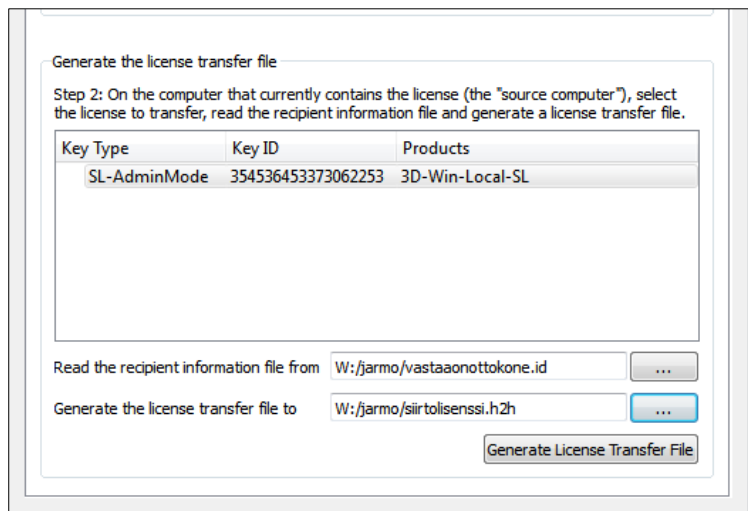 Generate the license transfer file
Step 2: On the computer that currently contains the license (the "source computer"), select
the license to transfer, read the recipient information file and generate a license transfer file.
Key Type Key ID Products
SL-AdminMode 354536453373062253 3D-Win-Local-SL
Read the recipient information file from W:/jarmo/vastaaonottokone.id ...
Generate the license transfer file to W:/jarmo/siirtolisenssi.h2h ...
Generate License Transfer File